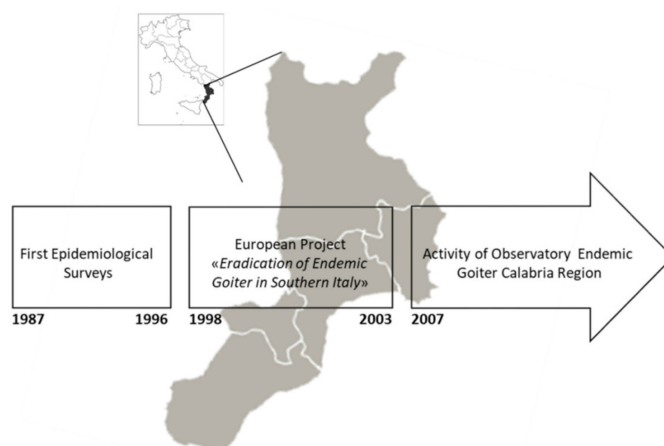 First Epidemiological
Surveys
European Project
«Eradication of Endemic
Goiter in Southern Italy»
Activity of Observatory Endemic
Goiter Calabria Region
1987
1996
1998
2003
2007